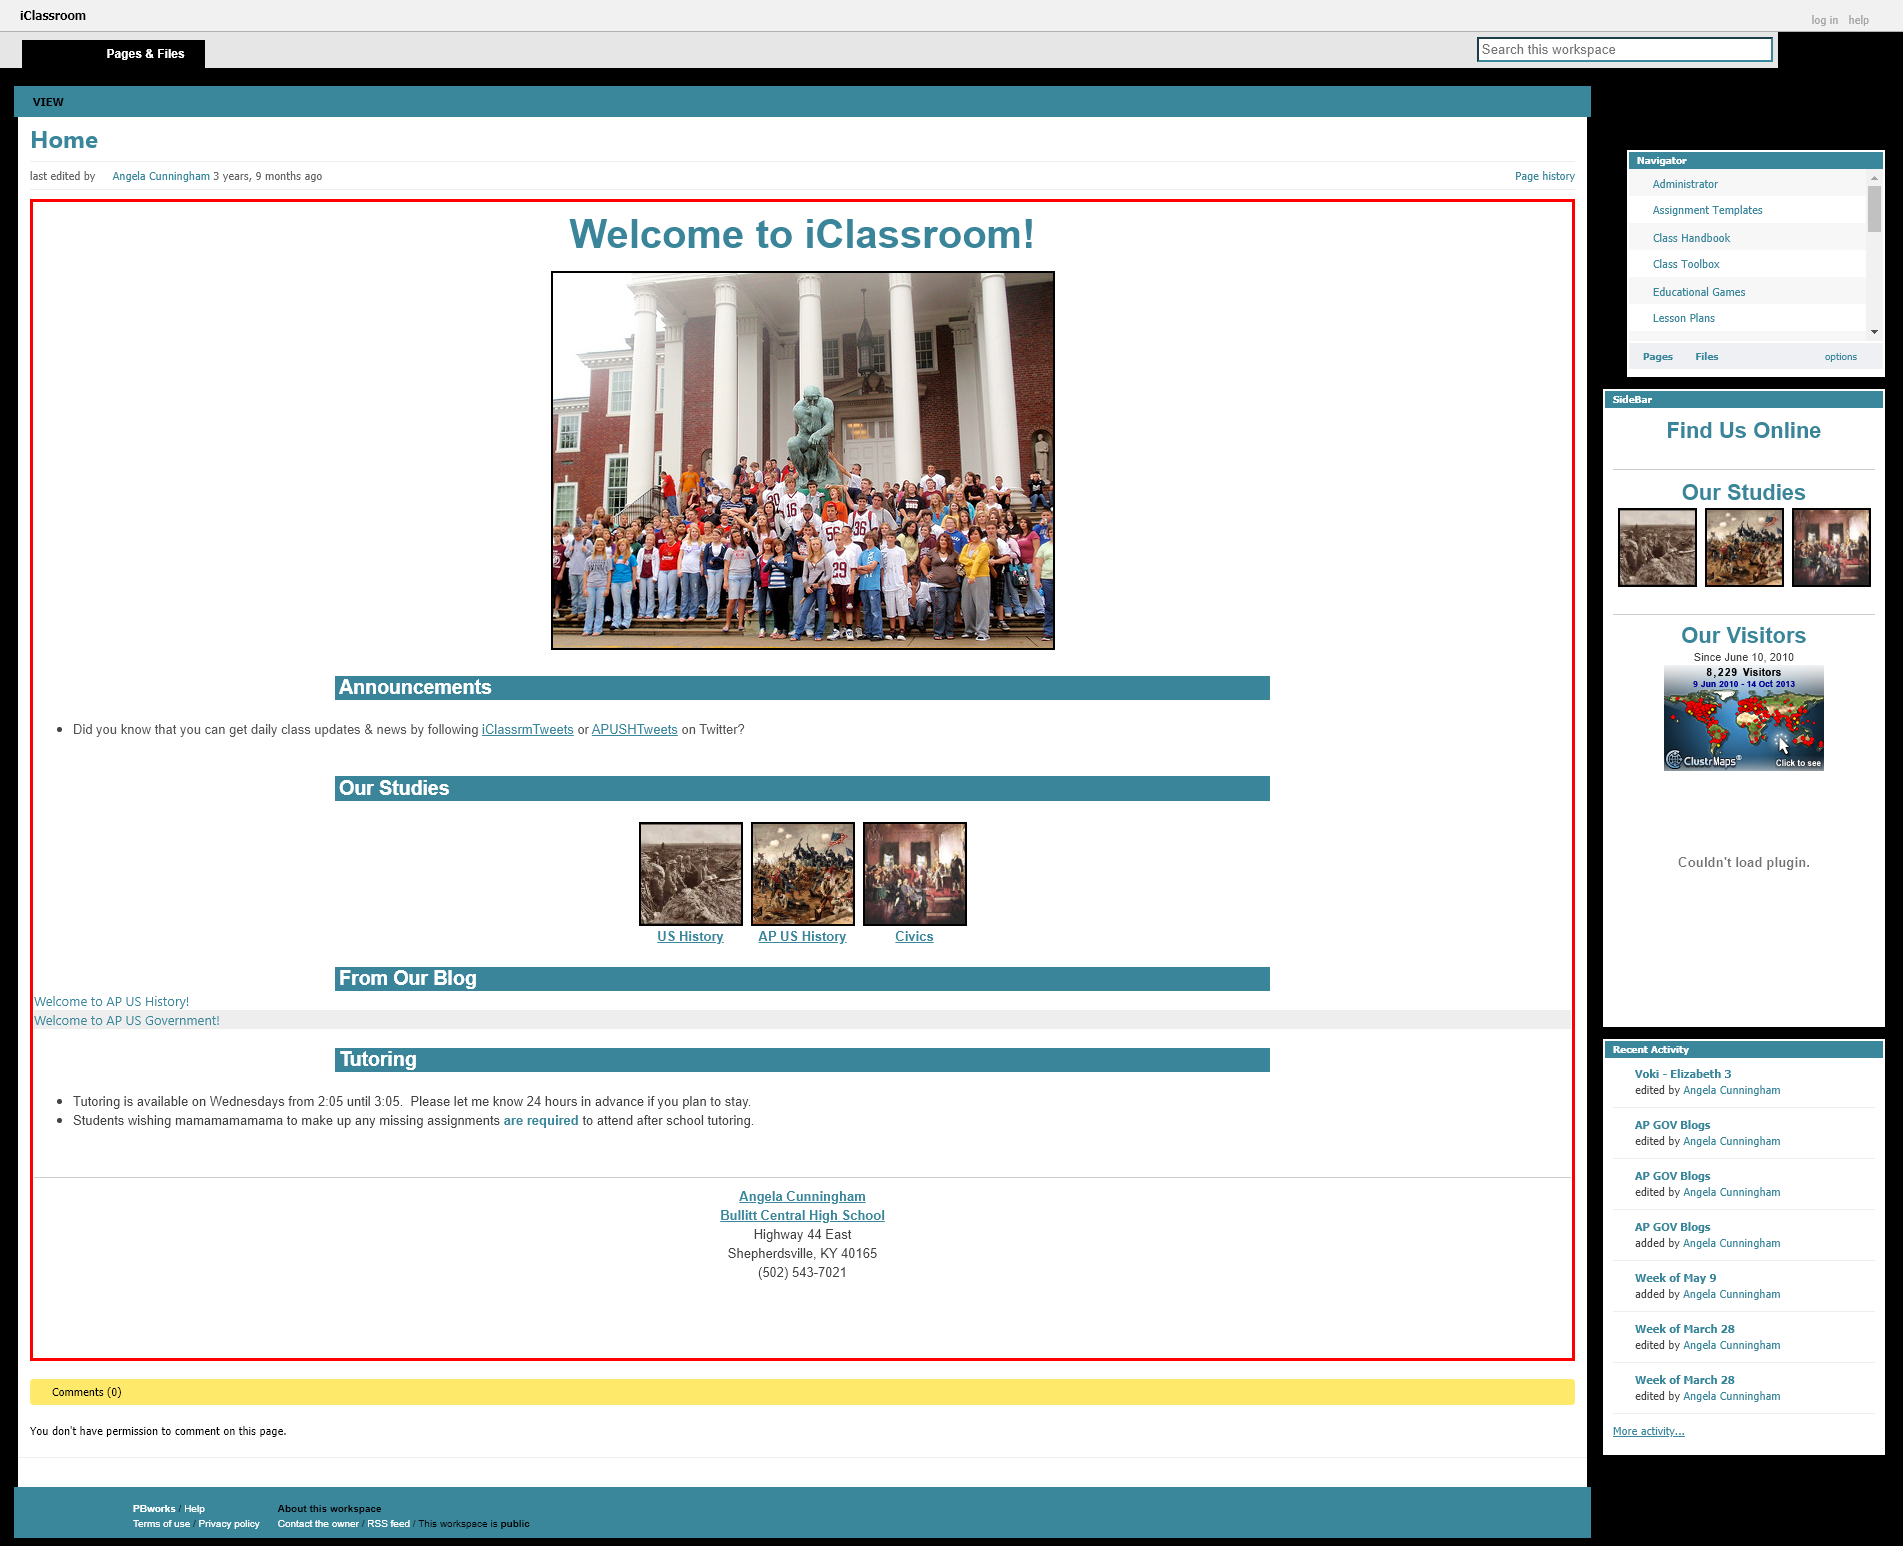 iClassroom
log in help
Pages & Files
Search this workspace
VIEW
Home
last edited by Angela Cunningham 3 years, 9 months ago
Page history
Welcome to iClassroom!
Announcements
Did you know that you can get daily class updates & news by following iClassrmTweets or APUSHTweets on Twitter?
Our Studies
US History AP US History Civics
From Our Blog
Welcome to AP US History!
Welcome to AP US Government!
Tutoring
Tutoring is available on Wednesdays from 2:05 until 3:05.  Please let me know 24 hours in advance if you plan to stay.
Students wishing mamamamamama to make up any missing assignments are required to attend after school tutoring.
Angela Cunningham
Bullitt Central High School
Highway 44 East
Shepherdsville, KY 40165
(502) 543-7021
Comments (0)
You don't have permission to comment on this page.
Navigator
Administrator
Assignment Templates
Class Handbook
Class Toolbox
Educational Games
Lesson Plans
Pages Files options
SideBar
Find Us Online
Our Studies
Our Visitors
Since June 10, 2010
8,229 Visitors
9 Jun 2010 - 14 Oct 2013
ClustrMaps® Click to see
Couldn't load plugin.
Recent Activity
Voki - Elizabeth 3
edited by Angela Cunningham
AP GOV Blogs
edited by Angela Cunningham
AP GOV Blogs
edited by Angela Cunningham
AP GOV Blogs
added by Angela Cunningham
Week of May 9
added by Angela Cunningham
Week of March 28
edited by Angela Cunningham
Week of March 28
edited by Angela Cunningham
More activity...
PBworks / Help
Terms of use / Privacy policy
About this workspace
Contact the owner / RSS feed / This workspace is public